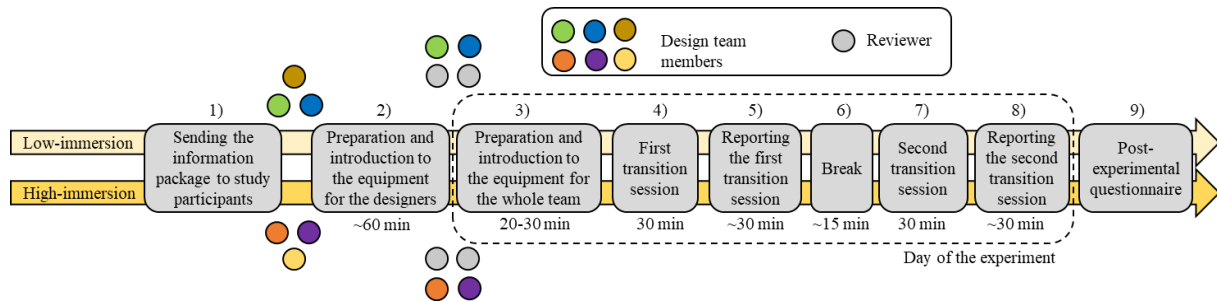 Design team
members
Reviewer
1)
2)
3)
4)
5)
6)
7)
8)
9)
Low-immersion
High-immersion
Sending the
information
package to study
participants
Preparation and
introduction to
the equipment
for the designers
~60 min
Preparation and
introduction to
the equipment for
the whole team
20-30 min
First
transition
session
30 min
Reporting
the first
transition
session
~30 min
Break
~15 min
Second
transition
session
30 min
Reporting
the second
transition
session
~30 min
Post-
experimental
questionnaire
Day of the experiment